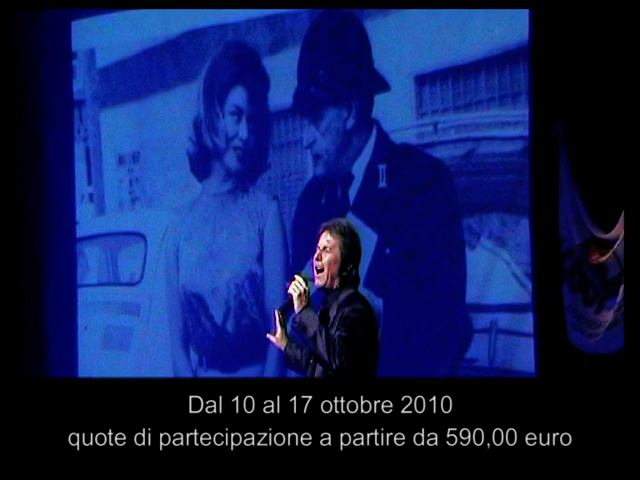 Dal 10 al 17 ottobre 2010
quote di partecipazione a partire da 590,00 euro